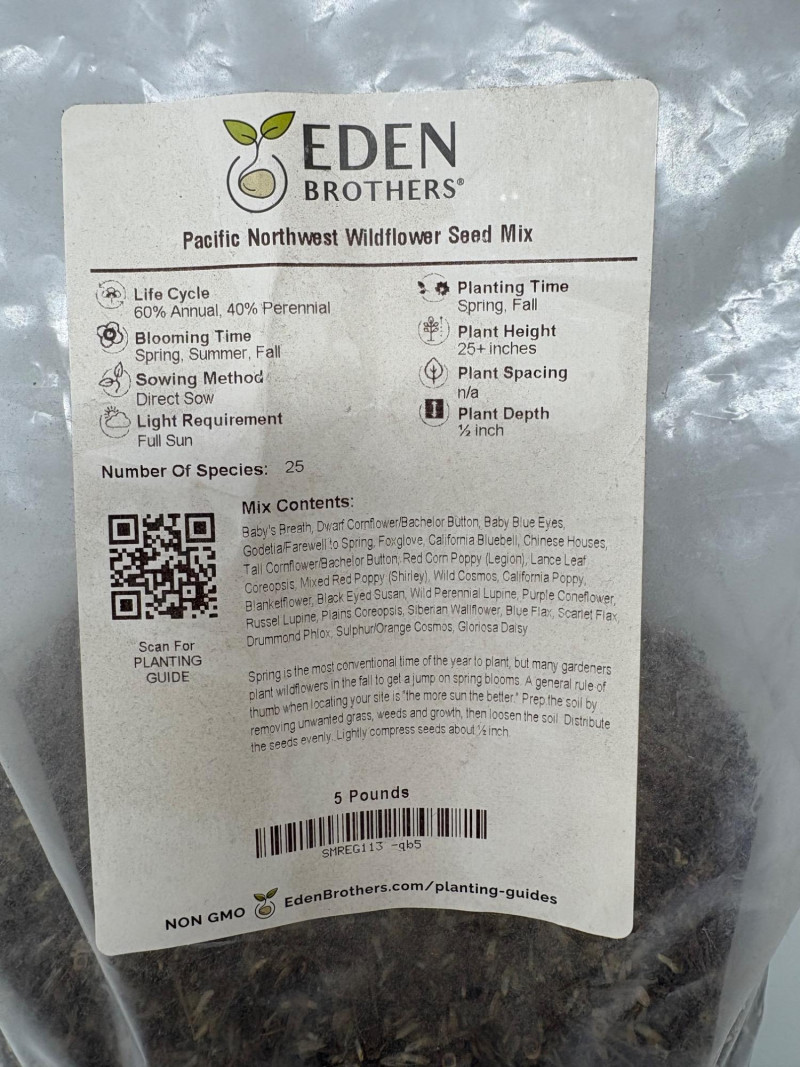 EDEN
BROTHERS®
Pacific Northwest Wildflower Seed Mix
Life Cycle
60% Annual, 40% Perennial
Blooming Time
Spring, Summer, Fall
Sowing Method
Direct Sow
Light Requirement
Full Sun
Planting Time
Spring, Fall
Plant Height
25+ inches
Plant Spacing
n/a
Plant Depth
½ inch
Number Of Species: 25
Scan For
PLANTING
GUIDE
Mix Contents:
Baby's Breath, Dwarf Cornflower/Bachelor Button, Baby Blue Eyes,
Godetia/Farewell to Spring, Foxglove, California Bluebell, Chinese Houses,
Tall Cornflower/Bachelor Button, Red Corn Poppy (Legion), Lance Leaf
Coreopsis, Mixed Red Poppy (Shirley), Wild Cosmos, California Poppy,
Blanketflower, Black Eyed Susan, Wild Perennial Lupine, Purple Coneflower,
Russel Lupine, Plains Coreopsis, Siberian Wallflower, Blue Flax, Scarlet Flax,
Drummond Phlox, Sulphur/Orange Cosmos, Gloriosa Daisy
Spring is the most conventional time of the year to plant, but many gardeners
plant wildflowers in the fall to get a jump on spring blooms. A general rule of
thumb when locating your site is "the more sun the better." Prep the soil by
removing unwanted grass, weeds and growth, then loosen the soil. Distribute
the seeds evenly. Lightly compress seeds about ½ inch.
5 Pounds
SMREG113 -qb5
NON GMO EdenBrothers.com/planting-guides